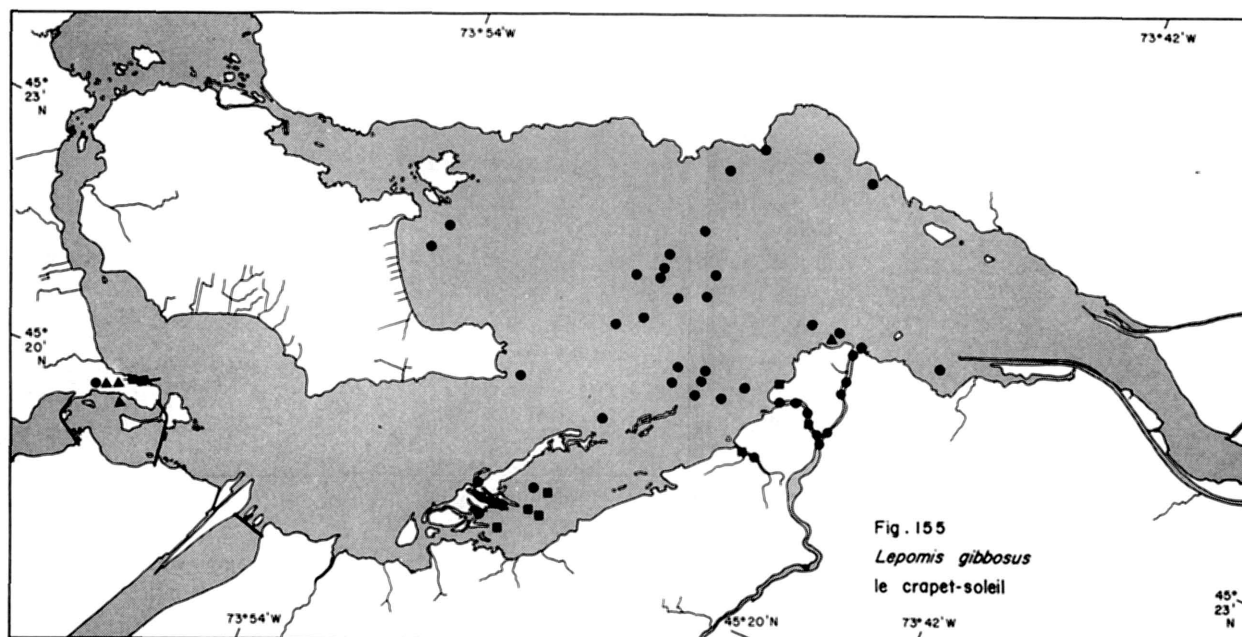 73°54'W
73°42'W
45°
23'
N
45°
20'
N
Fig. 155
Lepomis gibbosus
le crapet-soleil
45°
23'
N
73°54'W
45°20'N
73°42'W